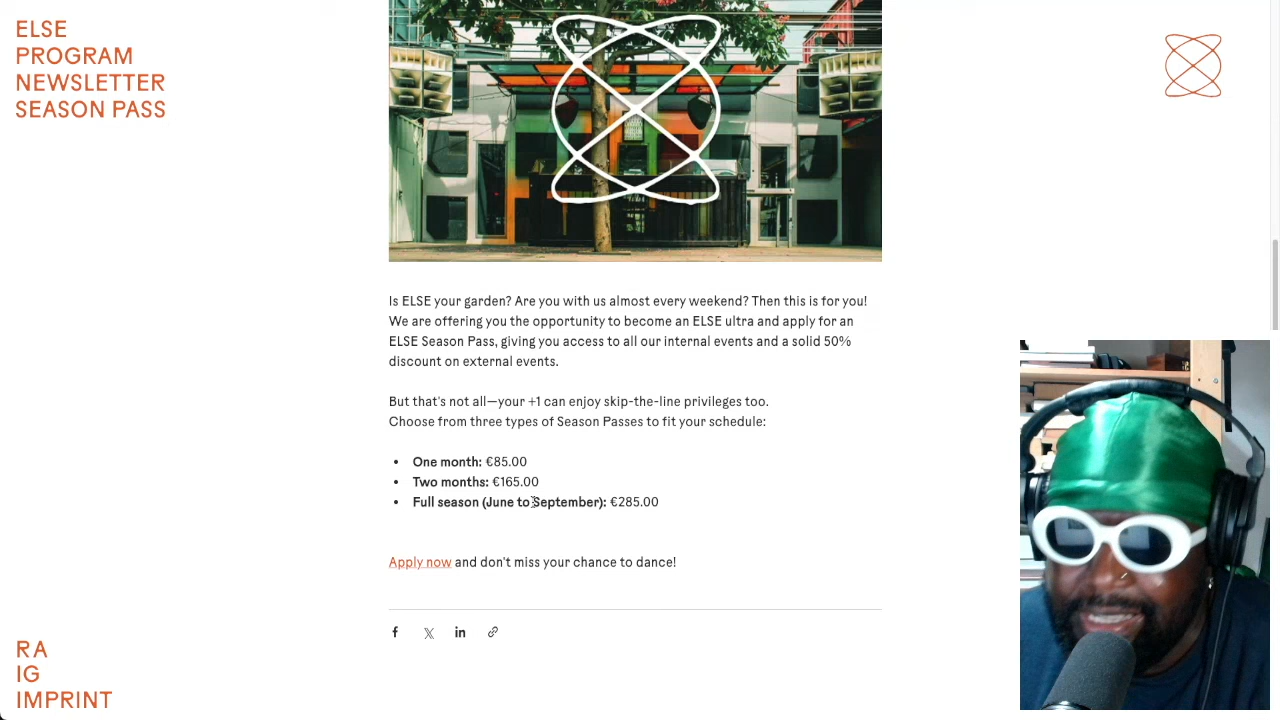 ELSE
PROGRAM
NEWSLETTER
SEASON PASS
Is ELSE your garden? Are you with us almost every weekend? Then this is for you!
We are offering you the opportunity to become an ELSE ultra and apply for an
ELSE Season Pass, giving you access to all our internal events and a solid 50%
discount on external events.
But that's not all—your +1 can enjoy skip-the-line privileges too.
Choose from three types of Season Passes to fit your schedule:
• One month: €85.00
• Two months: €165.00
• Full season (June to September): €285.00
Apply now and don't miss your chance to dance!
RA
IG
IMPRINT